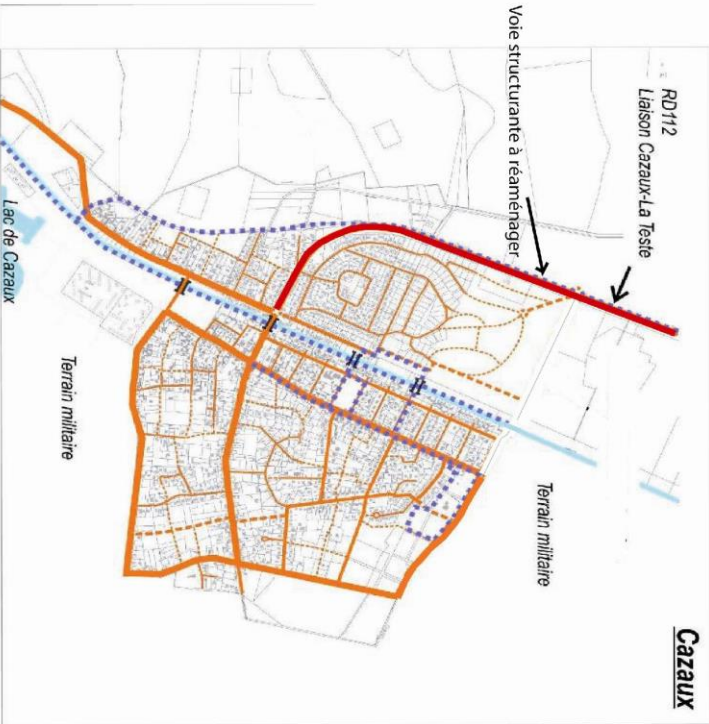 Cazaux
RD112
Liaison Cazaux-La Teste
Voie structurante à réaménager
Terrain militaire
Terrain militaire
Lac de Cazaux